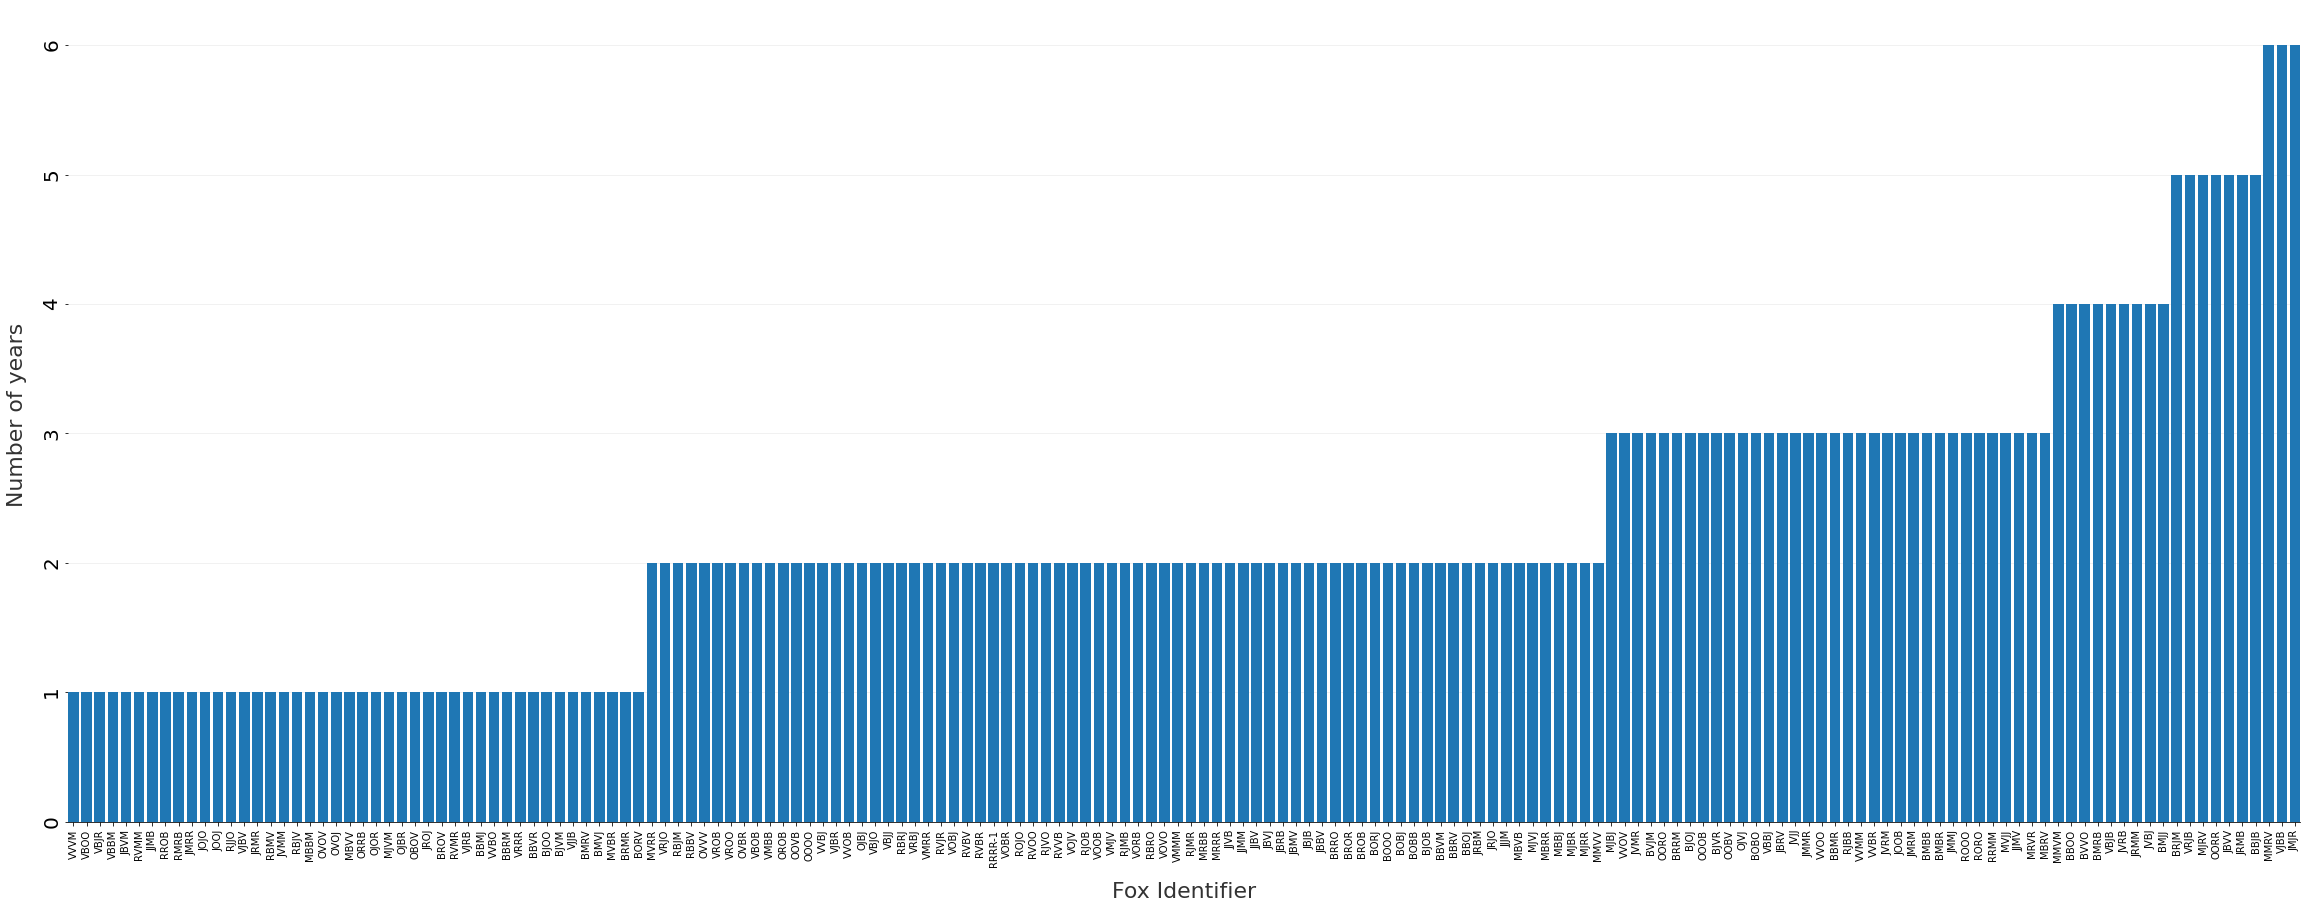 6
5
4
3
2
1
0
Number of years
VVVM
VBOO
VBJR
VBBM
JBVM
RVMM
JJMB
RROB
RMRB
JMRR
JOJO
JOOJ
RJJO
VJBV
JRMR
RBMV
JVMM
RBJV
MBBM
OVOV
OVOJ
MBVV
ORRB
OJOR
MJVM
OJBR
OBOV
JROJ
BROV
RVMR
VJRB
BBMJ
VVBO
BBRM
VRRR
BBVR
BJOO
BJVM
VJJB
BMRV
BMVJ
MVBR
BRMR
BORV
MVRR
VRJO
RBJM
RBBV
OVVV
VROB
VROO
OVBR
VBOB
VMBB
OROB
OOVB
OOOO
VVBJ
VJBR
VVOB
OJBJ
VBJO
VBJJ
RBRJ
VRBJ
VMRR
RVJR
VOBJ
RVBV
RVBR
RRRR-1
VOBR
ROJO
RVOO
RJVO
RVVB
VOJV
RJOB
VOOB
VMJV
RJMB
VORB
RBRO
VOVO
VMMM
RJMR
MRBB
MRRR
JJVB
JJMM
JJBV
JBVJ
JBRB
JBMV
JBJB
JBBV
BRRO
BROR
BROB
BORJ
BOOO
BOBJ
BOBB
BJOB
BBVM
BBRV
BBOJ
JRBM
JRJO
JJJM
MBVB
MJVJ
MBRR
MBBJ
MJBR
MJRR
MMVV
MJBJ
VVOV
JVMR
BVJM
OORO
BRRM
BJOJ
OOOB
BJVR
OOBV
OJVJ
BOBO
VBBJ
JBRV
JVJJ
JMMR
VVOO
BBMR
RJBB
VVMM
VVBR
JVRM
JOOB
JMRM
BMBB
BMBR
JMMJ
ROOO
RORO
RRMM
MVJJ
JJMV
MRVR
MBRV
MMVM
BBOO
BVVO
BMRB
VBJB
JVRB
JRMM
JVBJ
BMJJ
BRJM
VRJB
MJRV
OORR
JBVV
JRMB
BBJB
MMRV
VJBB
JMJR
Fox Identifier